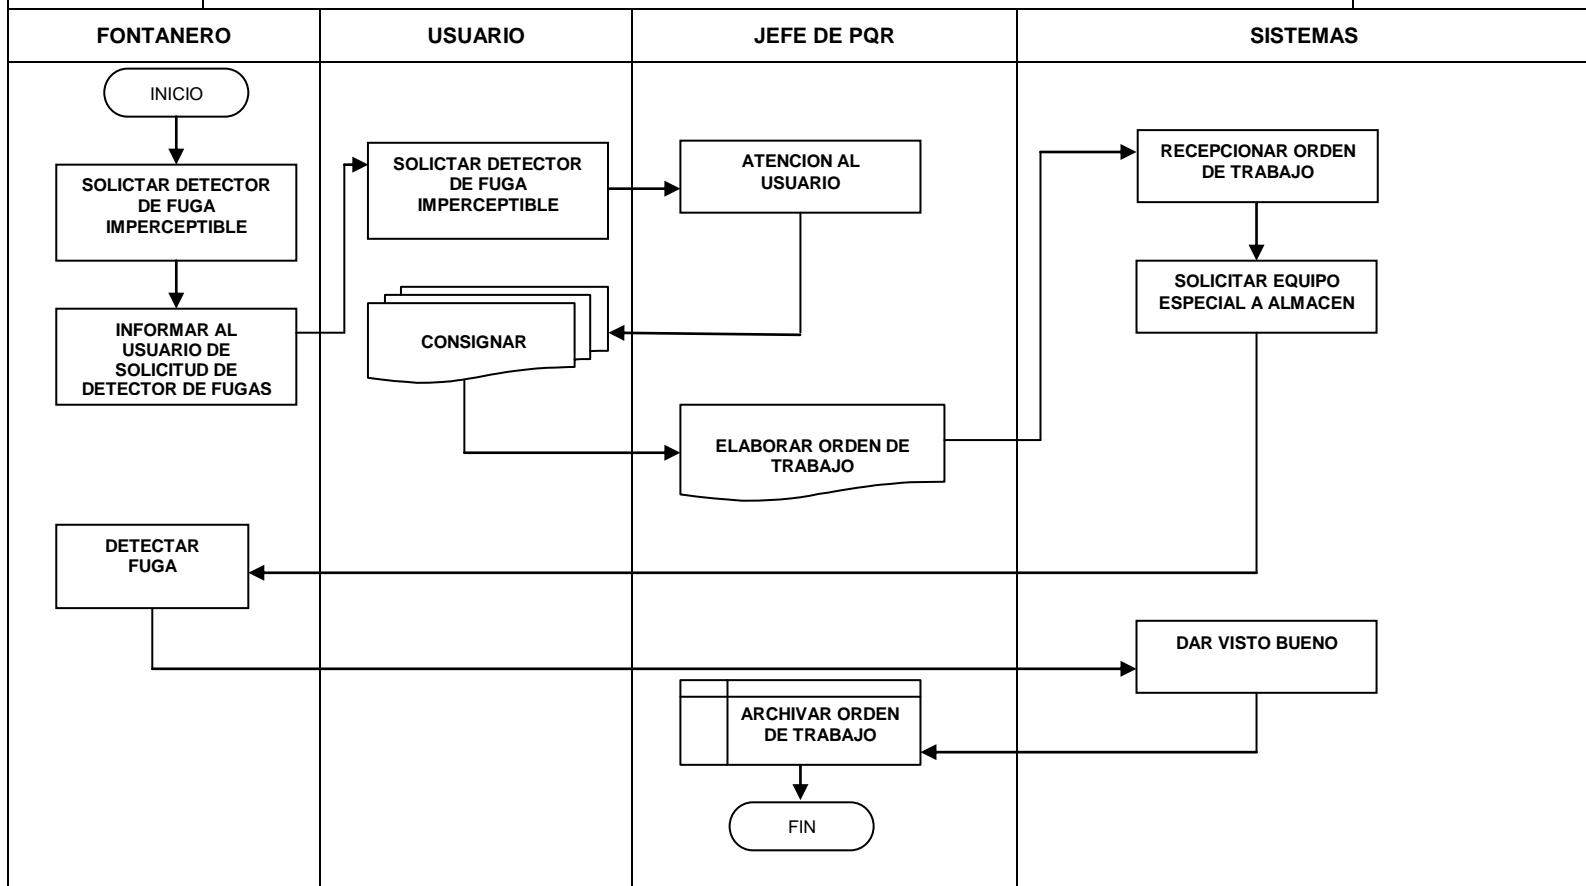 FONTANERO
USUARIO
JEFE DE PQR
SISTEMAS
INICIO
SOLICTAR DETECTOR
DE FUGA
IMPERCEPTIBLE
INFORMAR AL
USUARIO DE
SOLICITUD DE
DETECTOR DE FUGAS
SOLICTAR DETECTOR
DE FUGA
IMPERCEPTIBLE
ATENCION AL
USUARIO
CONSIGNAR
ELABORAR ORDEN DE
TRABAJO
RECEPCIONAR ORDEN
DE TRABAJO
SOLICITAR EQUIPO
ESPECIAL A ALMACEN
DETECTAR
FUGA
DAR VISTO BUENO
ARCHIVAR ORDEN
DE TRABAJO
FIN